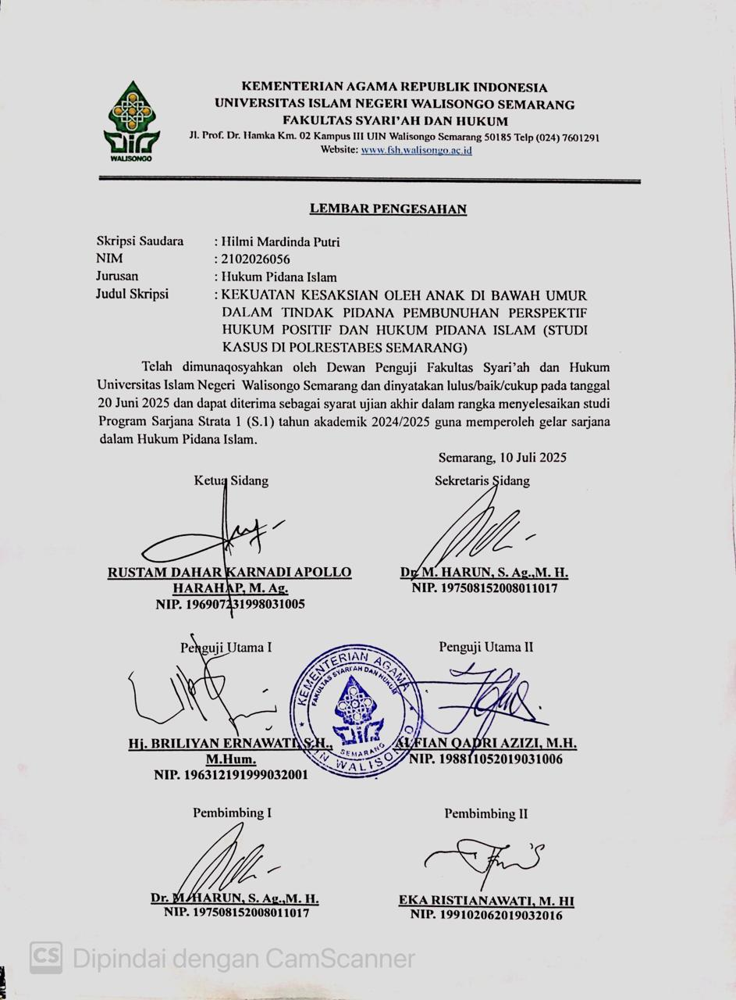 KEMENTERIAN AGAMA REPUBLIK INDONESIA
UNIVERSITAS ISLAM NEGERI WALISONGO SEMARANG
FAKULTAS SYARI'AH DAN HUKUM
Jl. Prof. Dr. Hamka Km. 02 Kampus III UIN Walisongo Semarang 50185 Telp (024) 7601291
Website: www.fsh.walisongo.ac.id
WALISONGO
LEMBAR PENGESAHAN
Skripsi Saudara : Hilmi Mardinda Putri
NIM : 2102026056
Jurusan : Hukum Pidana Islam
Judul Skripsi : KEKUATAN KESAKSIAN OLEH ANAK DI BAWAH UMUR
DALAM TINDAK PIDANA PEMBUNUHAN PERSPEKTIF
HUKUM POSITIF DAN HUKUM PIDANA ISLAM (STUDI
KASUS DI POLRESTABES SEMARANG)
Telah dimunaqosyahkan oleh Dewan Penguji Fakultas Syari'ah dan Hukum
Universitas Islam Negeri Walisongo Semarang dan dinyatakan lulus/baik/cukup pada tanggal
20 Juni 2025 dan dapat diterima sebagai syarat ujian akhir dalam rangka menyelesaikan studi
Program Sarjana Strata 1 (S.1) tahun akademik 2024/2025 guna memperoleh gelar sarjana
dalam Hukum Pidana Islam.
Semarang, 10 Juli 2025
Ketua Sidang Sekretaris Sidang
RUSTAM DAHAR KARNADI APOLLO
HARAHAP, M. Ag.
NIP. 196907231998031005
Dr. M. HARUN, S. Ag.,M. H.
NIP. 197508152008011017
Penguji Utama I Penguji Utama II
Hj. BRILIYAN ERNAWATI, S.H.,
M.Hum.
NIP. 196312191999032001
KEMENTERIAN AGAMA
FAKULTAS SYARI'AH DAN HUKUM
SEMARANG
UIN WALISONGO
ALFIAN QADRI AZIZI, M.H.
NIP. 198811052019031006
Pembimbing I Pembimbing II
Dr. M. HARUN, S. Ag.,M. H.
NIP. 197508152008011017
EKA RISTIANAWATI, M. HI
NIP. 199102062019032016
CS Dipindai dengan CamScanner